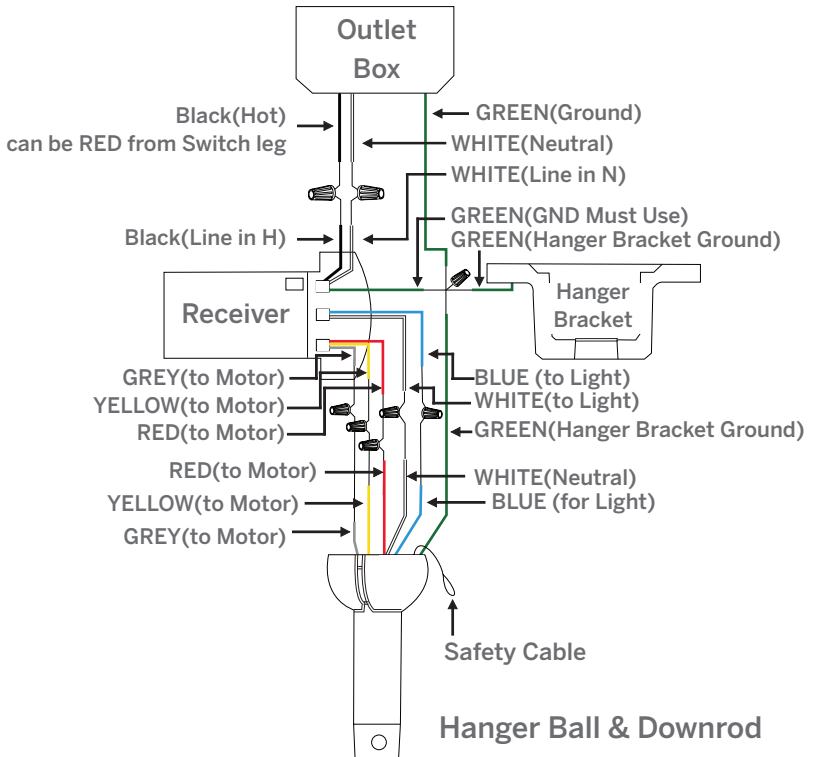 Outlet
Box
Black(Hot)
can be RED from Switch leg
GREEN(Ground)
WHITE(Neutral)
WHITE(Line in N)
GREEN(GND Must Use)
Black(Line in H)
GREEN(Hanger Bracket Ground)
Receiver
Hanger
Bracket
GREY(to Motor)
BLUE (to Light)
YELLOW(to Motor)
WHITE(to Light)
RED(to Motor)
GREEN(Hanger Bracket Ground)
RED(to Motor)
WHITE(Neutral)
YELLOW(to Motor)
BLUE (for Light)
GREY(to Motor)
Safety Cable
Hanger Ball & Downrod